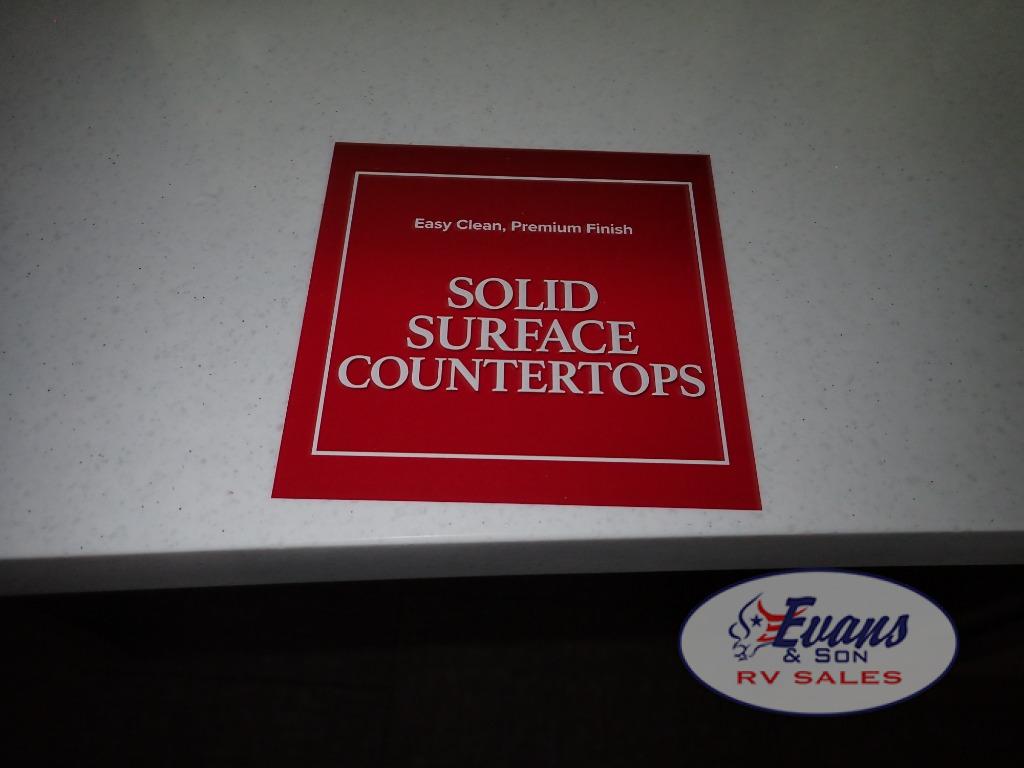 Easy Clean, Premium Finish
SOLID
SURFACE
COUNTERTOPS
Evans
& SON
RV SALES